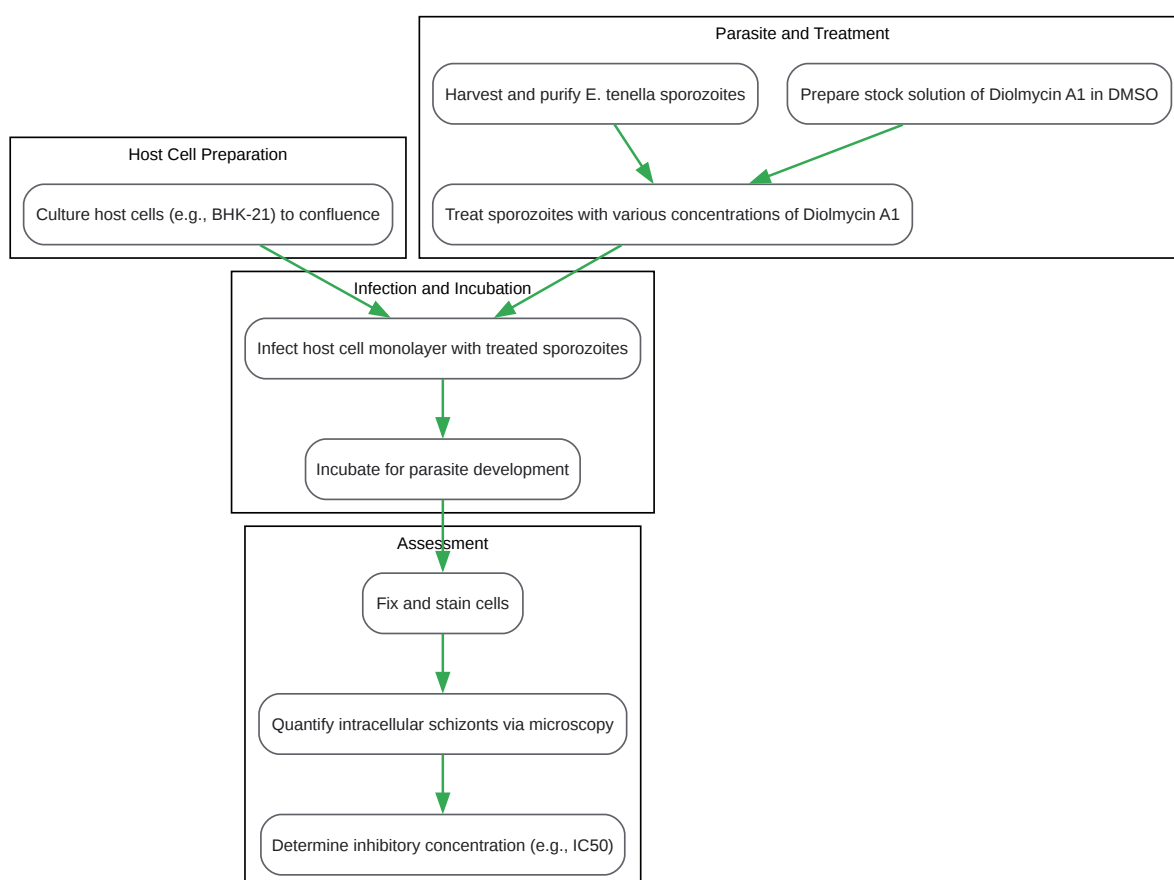 Parasite and Treatment
Harvest and purify E. tenella sporozoites
Prepare stock solution of Diolmycin A1 in DMSO
Host Cell Preparation
Culture host cells (e.g., BHK-21) to confluence
Treat sporozoites with various concentrations of Diolmycin A1
Infection and Incubation
Infect host cell monolayer with treated sporozoites
Incubate for parasite development
Assessment
Fix and stain cells
Quantify intracellular schizonts via microscopy
Determine inhibitory concentration (e.g., IC50)